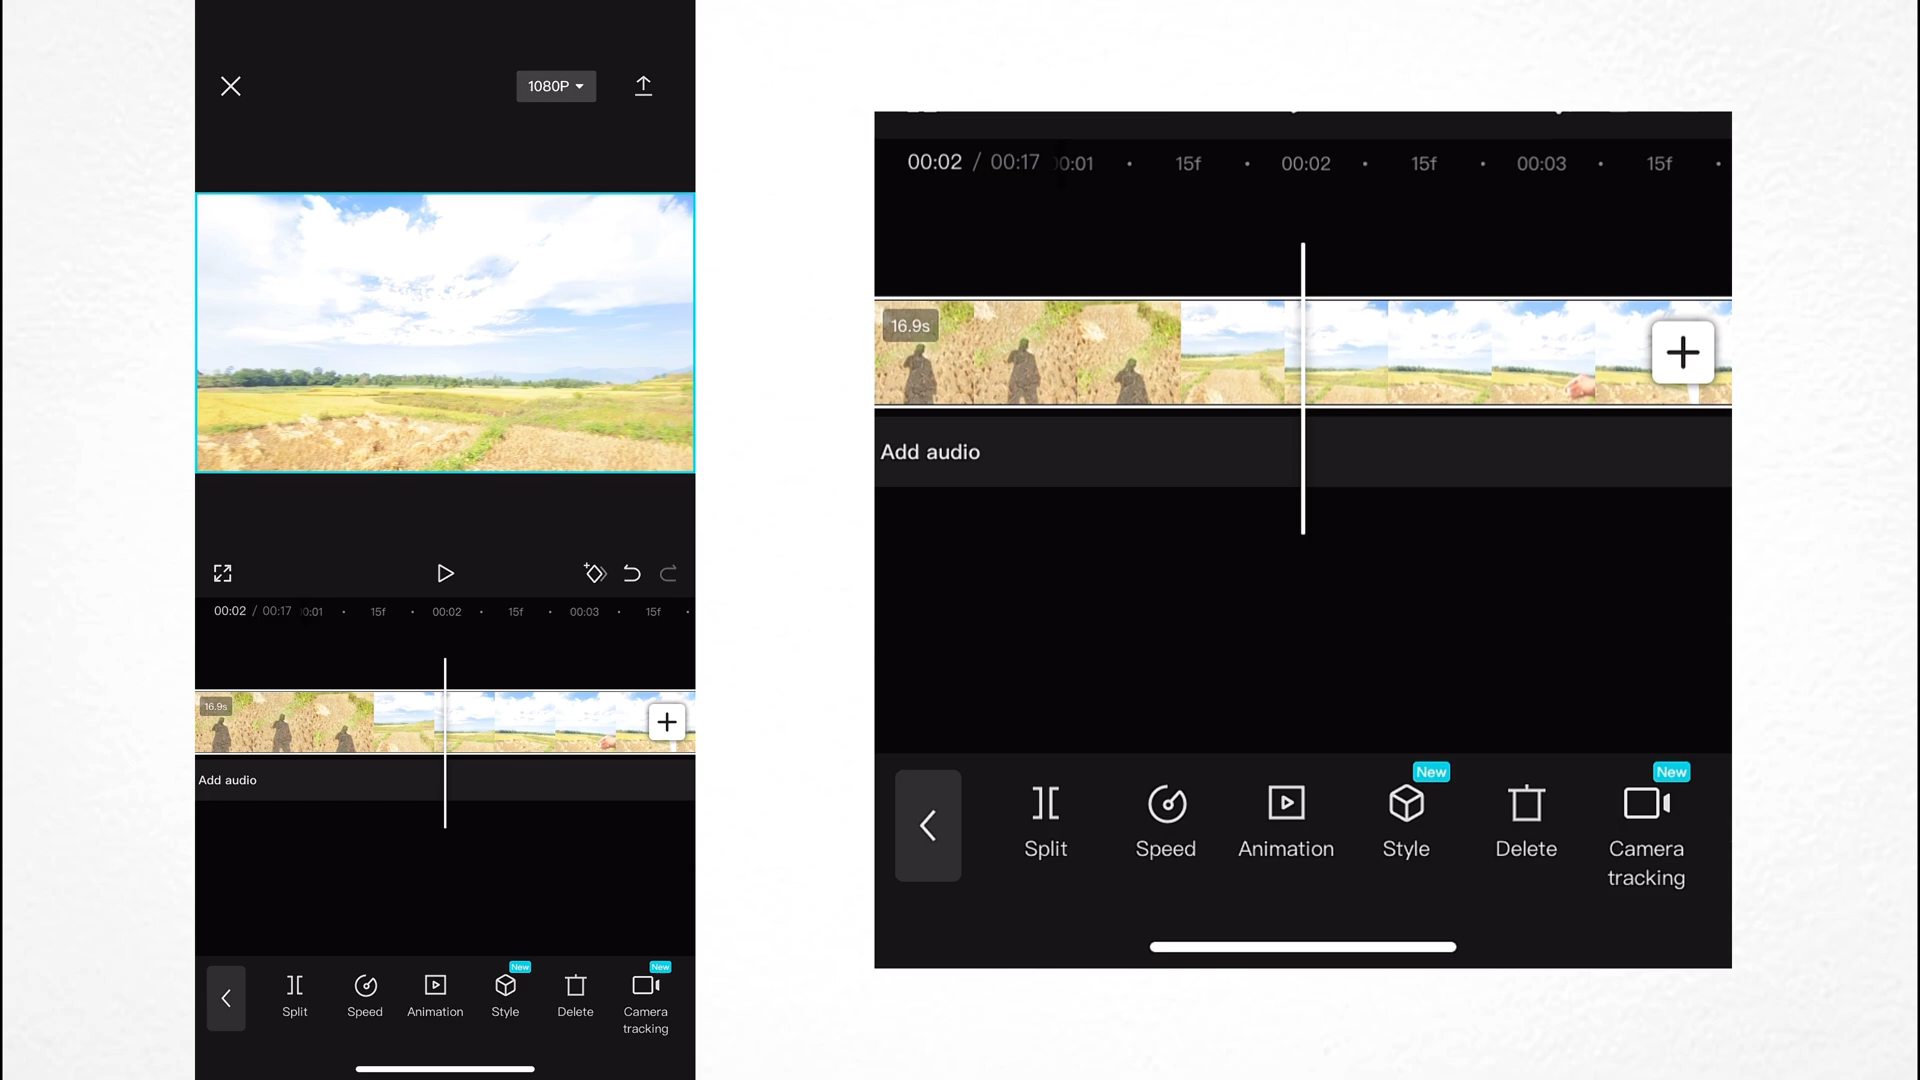 1080P
00:02 / 00:17 0:01 15f 00:02 15f 00:03 15f
16.9s
Add audio
New New
Split Speed Animation Style Delete Camera
tracking
00:02 / 00:17 00:01 15f 00:02 15f 00:03 15f
16.9s
Add audio
New New
Split Speed Animation Style Delete Camera
tracking